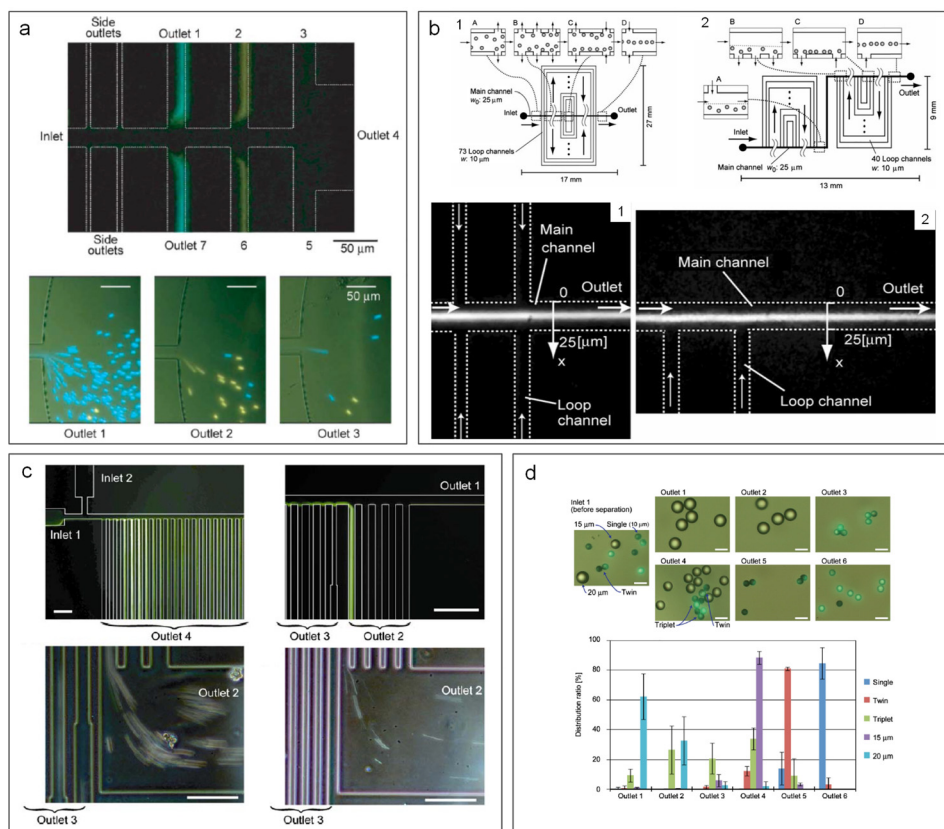 a
Side
outlets
Outlet 1
2
3
Inlet
Outlet 4
Side
outlets
Outlet 7
6
5
50 μm
50 μm
Outlet 1
Outlet 2
Outlet 3
b
1
A
B
C
D
Main channel
w₀: 25 μm
Inlet
Outlet
73 Loop channels
w: 10 μm
27 mm
17 mm
2
B
C
D
A
Outlet
Inlet
Main channel w₀: 25 μm
40 Loop channels
w: 10 μm
9 mm
13 mm
1
Main
channel
0
Outlet
25[μm]
x
Loop
channel
2
Main channel
0
Outlet
25[μm]
x
Loop channel
c
Inlet 2
Inlet 1
Outlet 4
Outlet 1
Outlet 3
Outlet 2
Outlet 2
Outlet 3
Outlet 2
Outlet 3
d
Inlet 1
(before separation)
15 μm
Single (10 μm)
20 μm
Twin
Outlet 1
Outlet 2
Outlet 3
Outlet 4
Outlet 5
Outlet 6
Triplet
Twin
Distribution ratio [%]
100
80
60
40
20
0
Outlet 1
Outlet 2
Outlet 3
Outlet 4
Outlet 5
Outlet 6
Single
Twin
Triplet
15 μm
20 μm